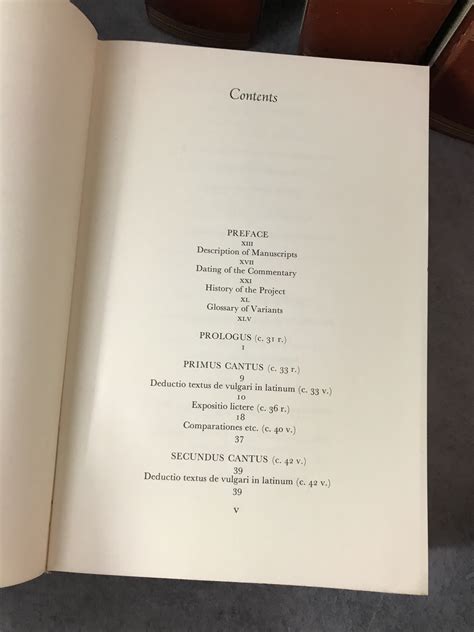 Contents
PREFACE
XIII
Description of Manuscripts
XVII
Dating of the Commentary
XXI
History of the Project
XL
Glossary of Variants
XLV
PROLOGUS (c. 31 r.)
I
PRIMUS CANTUS (c. 33 r.)
9
Deductio textus de vulgari in latinum (c. 33 v.)
10
Expositio lictere (c. 36 r.)
18
Comparationes etc. (c. 40 v.)
37
SECUNDUS CANTUS (c. 42 v.)
39
Deductio textus de vulgari in latinum (c. 42 v.)
39
V